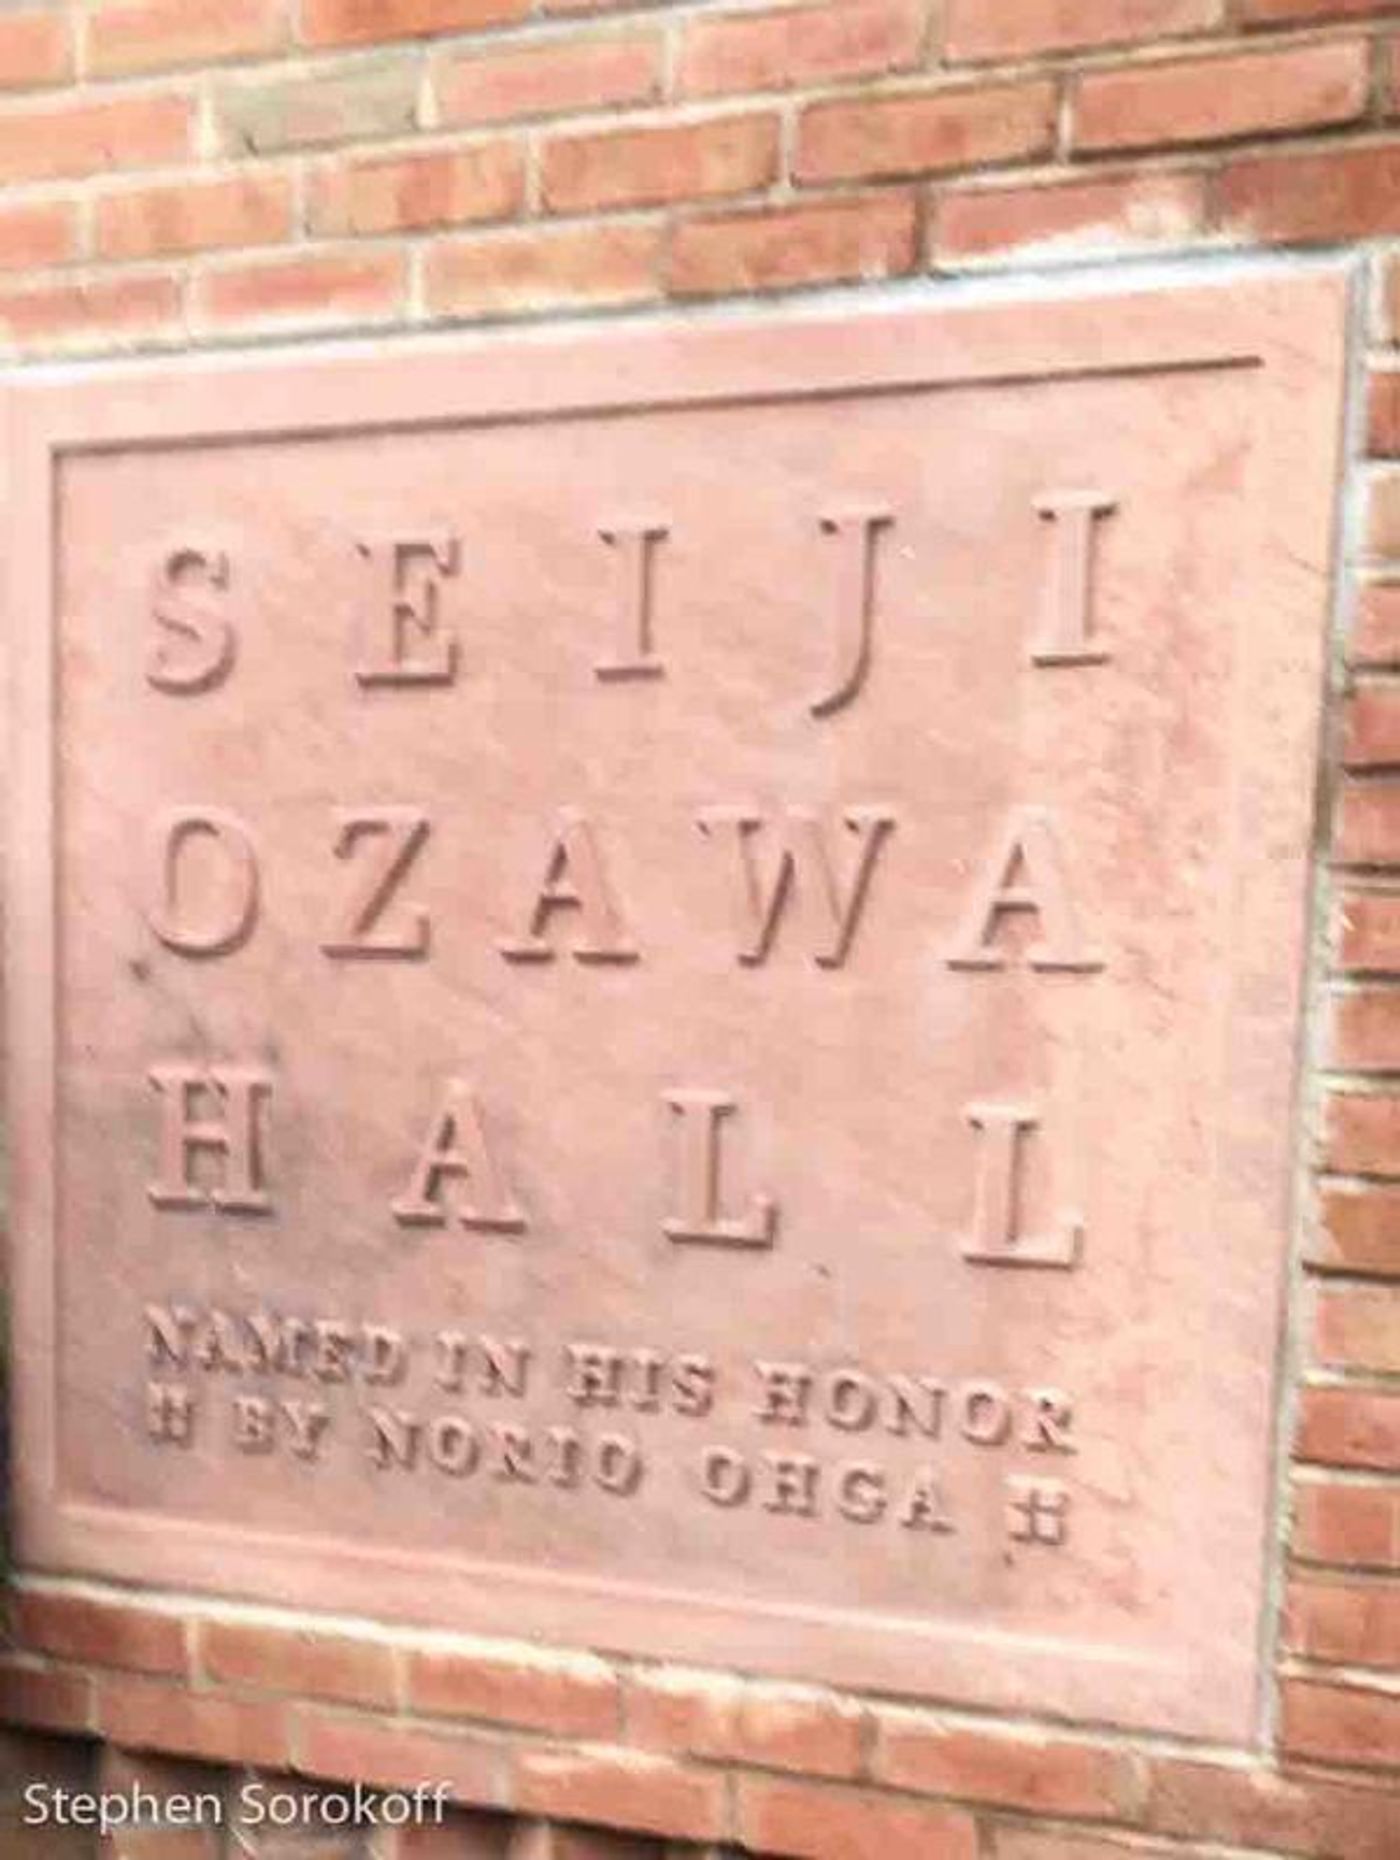 SEIJI
OZAWA
HALL
NAMED IN HIS HONOR
BY NORIO OHGA
Stephen Sorokoff